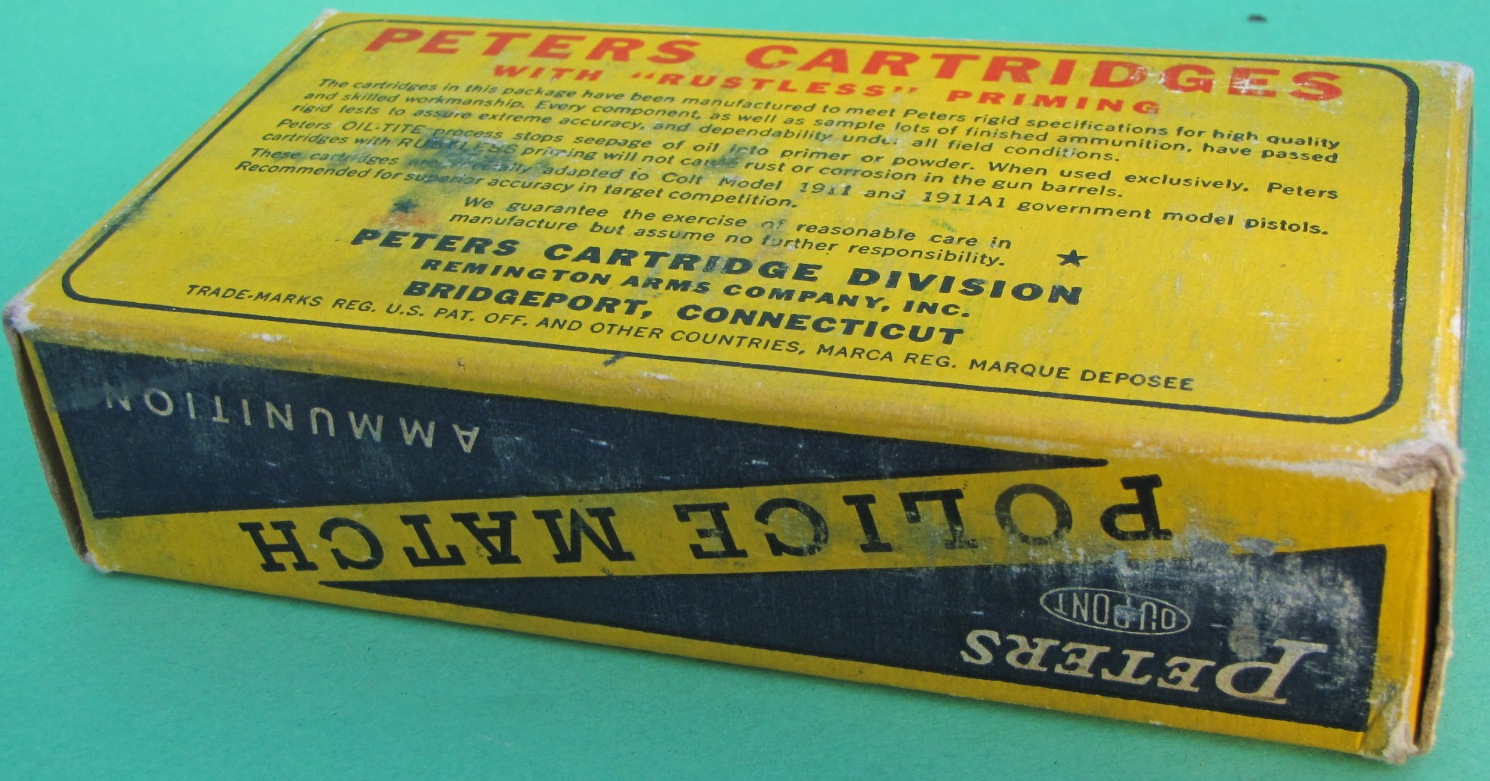 PETERS CARTRIDGES
WITH "RUSTLESS" PRIMING
The cartridges in this package have been manufactured to meet Peters rigid specifications for high quality
and skilled workmanship. Every component, as well as sample lots of finished ammunition, have passed
rigid tests to assure extreme accuracy, and dependability under all field conditions.
Peters OIL-TITE process stops seepage of oil into primer or powder. When used exclusively, Peters
cartridges with RUSTLESS priming will not cause rust or corrosion in the gun barrels.
These cartridges are specially adapted to Colt Model 1911 and 1911A1 government model pistols.
Recommended for superior accuracy in target competition.
We guarantee the exercise of reasonable care in
manufacture but assume no further responsibility.
PETERS CARTRIDGE DIVISION
REMINGTON ARMS COMPANY, INC.
BRIDGEPORT, CONNECTICUT
TRADE-MARKS REG. U.S. PAT. OFF. AND OTHER COUNTRIES, MARCA REG. MARQUE DEPOSEE
PETERS
DU PONT
POLICE MATCH
AMMUNITION